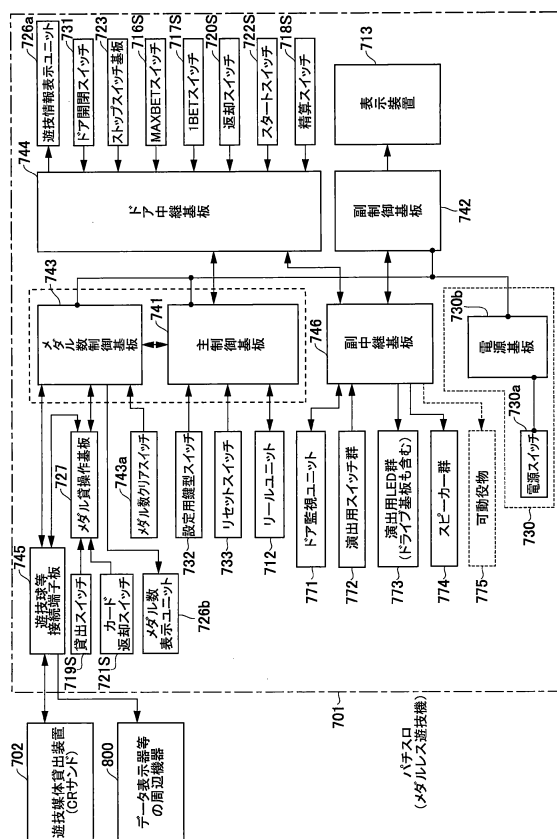 702
遊技媒体貸出装置
(CRサンド)
800
データ表示器等
の周辺機器
745
遊技球等
接続端子板
719S
貸出スイッチ
721S
カード
返却スイッチ
727
メダル貸操作基板
743a
メダル数クリアスイッチ
メダル数
表示ユニット
726b
743
メダル数
制御基板
741
主制御基板
732
設定用鍵型スイッチ
733
リセットスイッチ
712
リールユニット
744
ドア中継基板
726a
遊技情報表示ユニット
731
ドア開閉スイッチ
723
ストップスイッチ基板
716S
MAXBETスイッチ
717S
1BETスイッチ
720S
返却スイッチ
722S
スタートスイッチ
718S
精算スイッチ
713
表示装置
副制御基板
742
746
副中継基板
771
ドア監視ユニット
772
演出用スイッチ群
773
演出用LED群
(ドライブ基板も含む)
774
スピーカー群
775
可動役物
730b
電源基板
730a
電源スイッチ
730
701
パチスロ
(メダルレス遊技機)